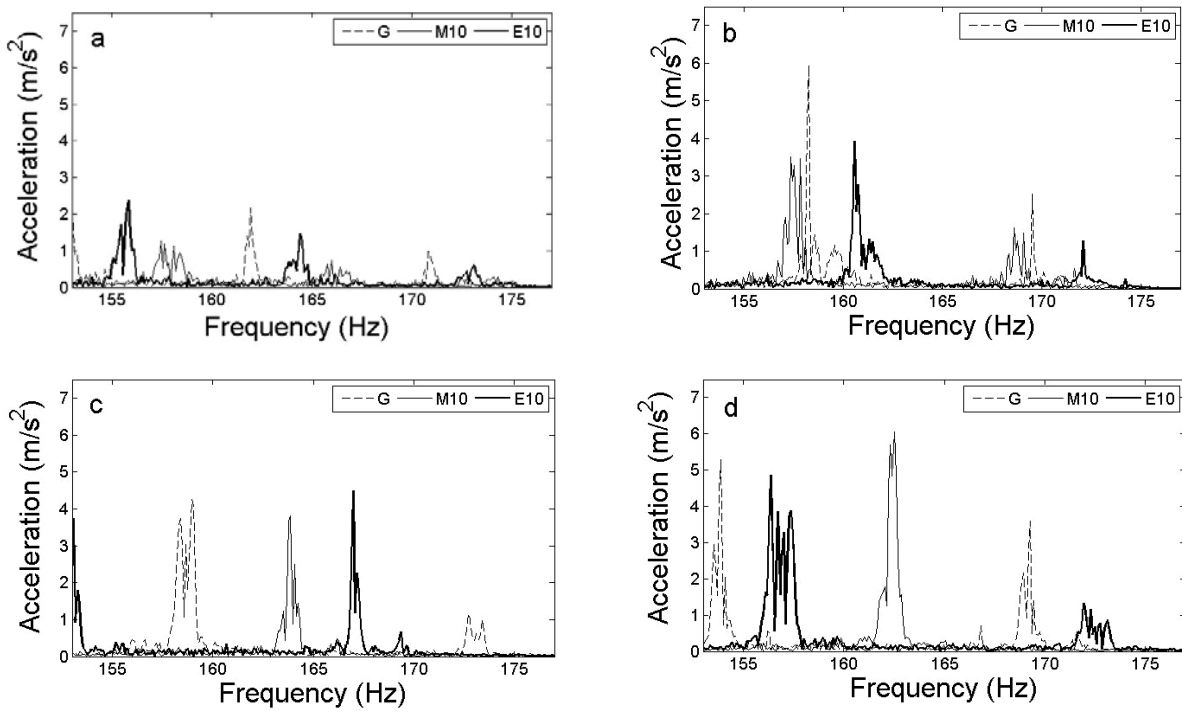 a
G M10 E10
7
6
5
4
3
2
1
0
155 160 165 170 175
Acceleration (m/s²)
Frequency (Hz)
b
G M10 E10
7
6
5
4
3
2
1
0
155 160 165 170 175
Acceleration (m/s²)
Frequency (Hz)
c
G M10 E10
7
6
5
4
3
2
1
0
155 160 165 170 175
Acceleration (m/s²)
Frequency (Hz)
d
G M10 E10
7
6
5
4
3
2
1
0
155 160 165 170 175
Acceleration (m/s²)
Frequency (Hz)